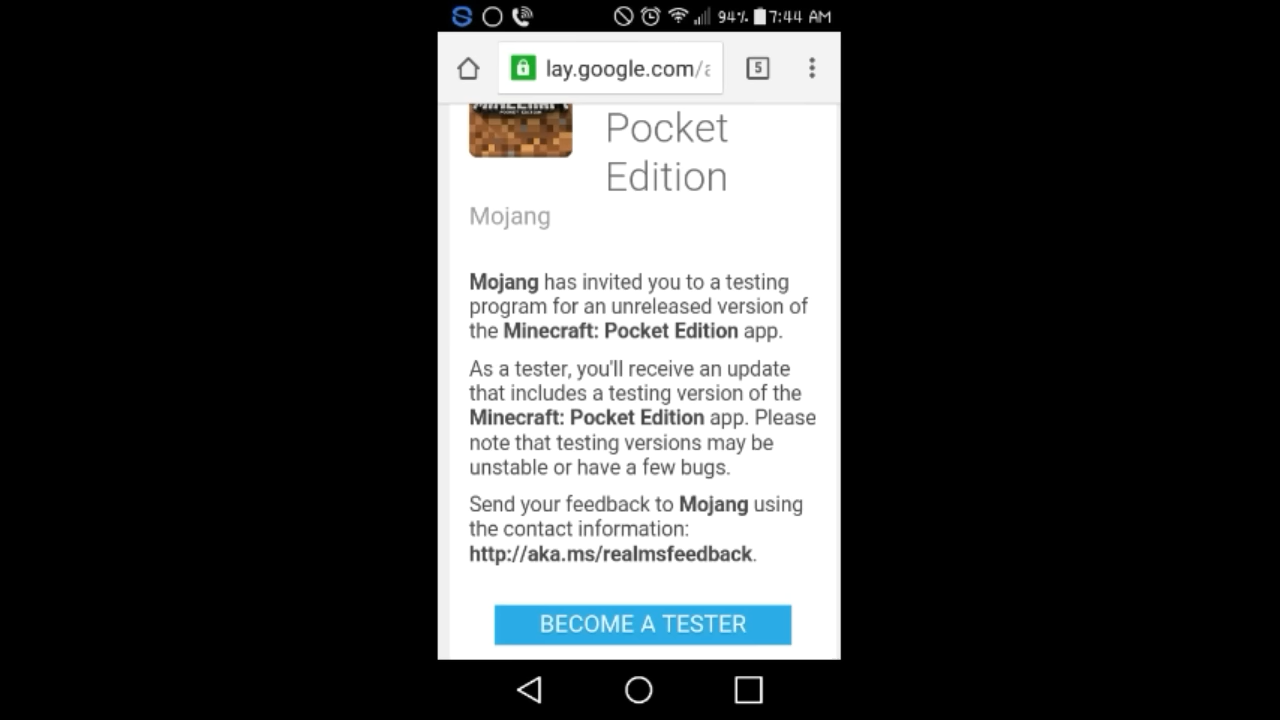 94% 7:44 AM
lay.google.com/a
5
MINECRAFT
POCKET EDITION
Pocket
Edition
Mojang
Mojang has invited you to a testing
program for an unreleased version of
the Minecraft: Pocket Edition app.
As a tester, you'll receive an update
that includes a testing version of the
Minecraft: Pocket Edition app. Please
note that testing versions may be
unstable or have a few bugs.
Send your feedback to Mojang using
the contact information:
http://aka.ms/realmsfeedback.
BECOME A TESTER